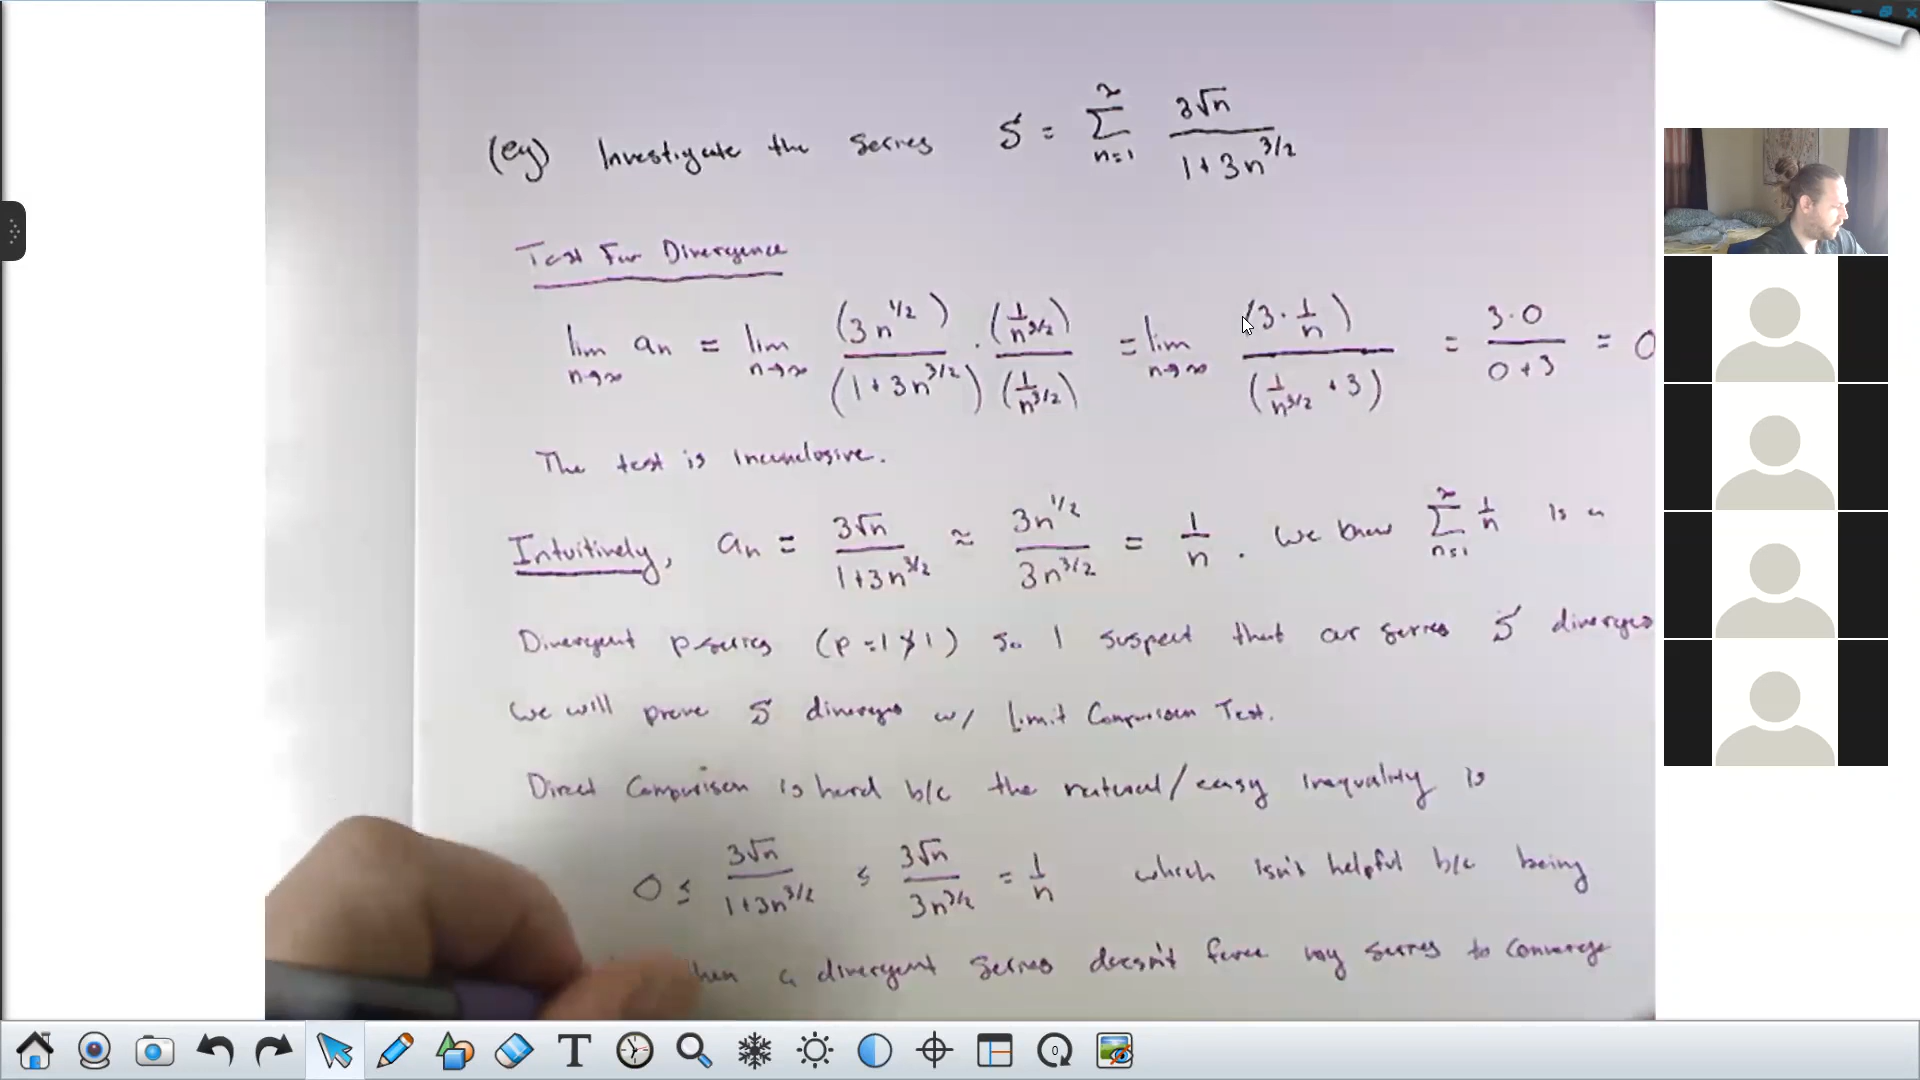 (eg) Investigate the series S = ∑_{n=1}^{∞} 3√n / (1+3n^{3/2})
Test For Divergence
lim_{n→∞} a_n = lim_{n→∞} (3n^{1/2})/(1+3n^{3/2}) · (1/n^{3/2})/(1/n^{3/2}) = lim_{n→∞} (3·1/n)/(1/n^{3/2} + 3) = (3·0)/(0+3) = 0
The test is inconclusive.
Intuitively, a_n = 3√n/(1+3n^{3/2}) ≈ 3n^{1/2}/3n^{3/2} = 1/n. We know ∑_{n=1}^{∞} 1/n is a
Divergent p-series (p=1≯1) so I suspect that our series S diverges
We will prove S diverges w/ Limit Comparison Test.
Direct Comparison is hard b/c the natural/easy inequality is
0 ≤ 3√n/(1+3n^{3/2}) ≤ 3√n/3n^{3/2} = 1/n which isn't helpful b/c being
than a divergent series doesn't force my series to converge
T
0